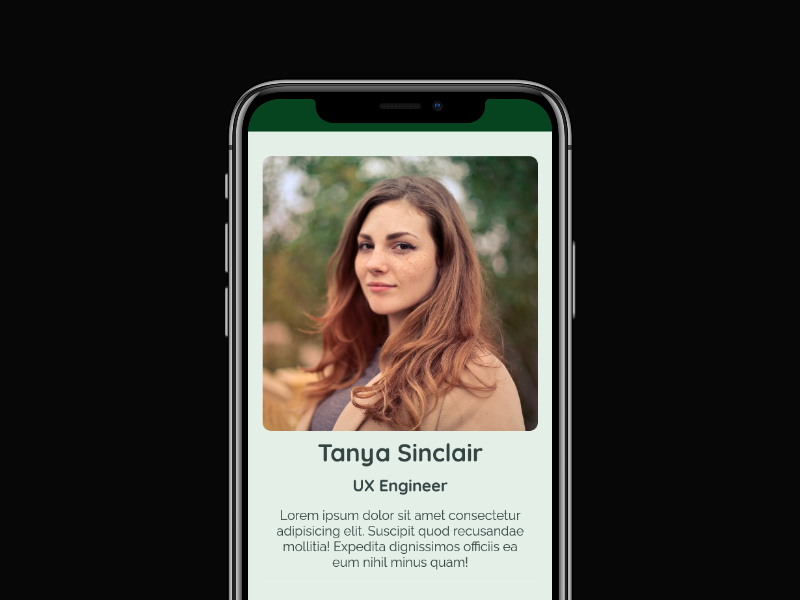 Tanya Sinclair
UX Engineer
Lorem ipsum dolor sit amet consectetur
adipisicing elit. Suscipit quod recusandae
mollitia! Expedita dignissimos officiis ea
eum nihil minus quam!